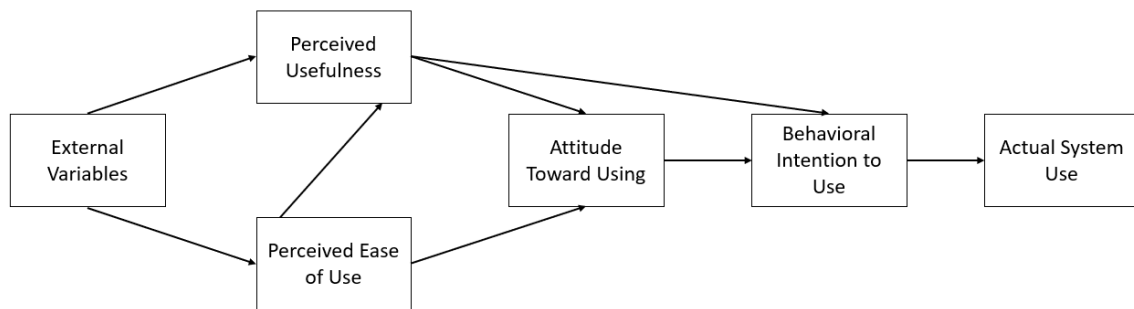 Perceived
Usefulness
External
Variables
Attitude
Toward Using
Behavioral
Intention to
Use
Actual System
Use
Perceived Ease
of Use